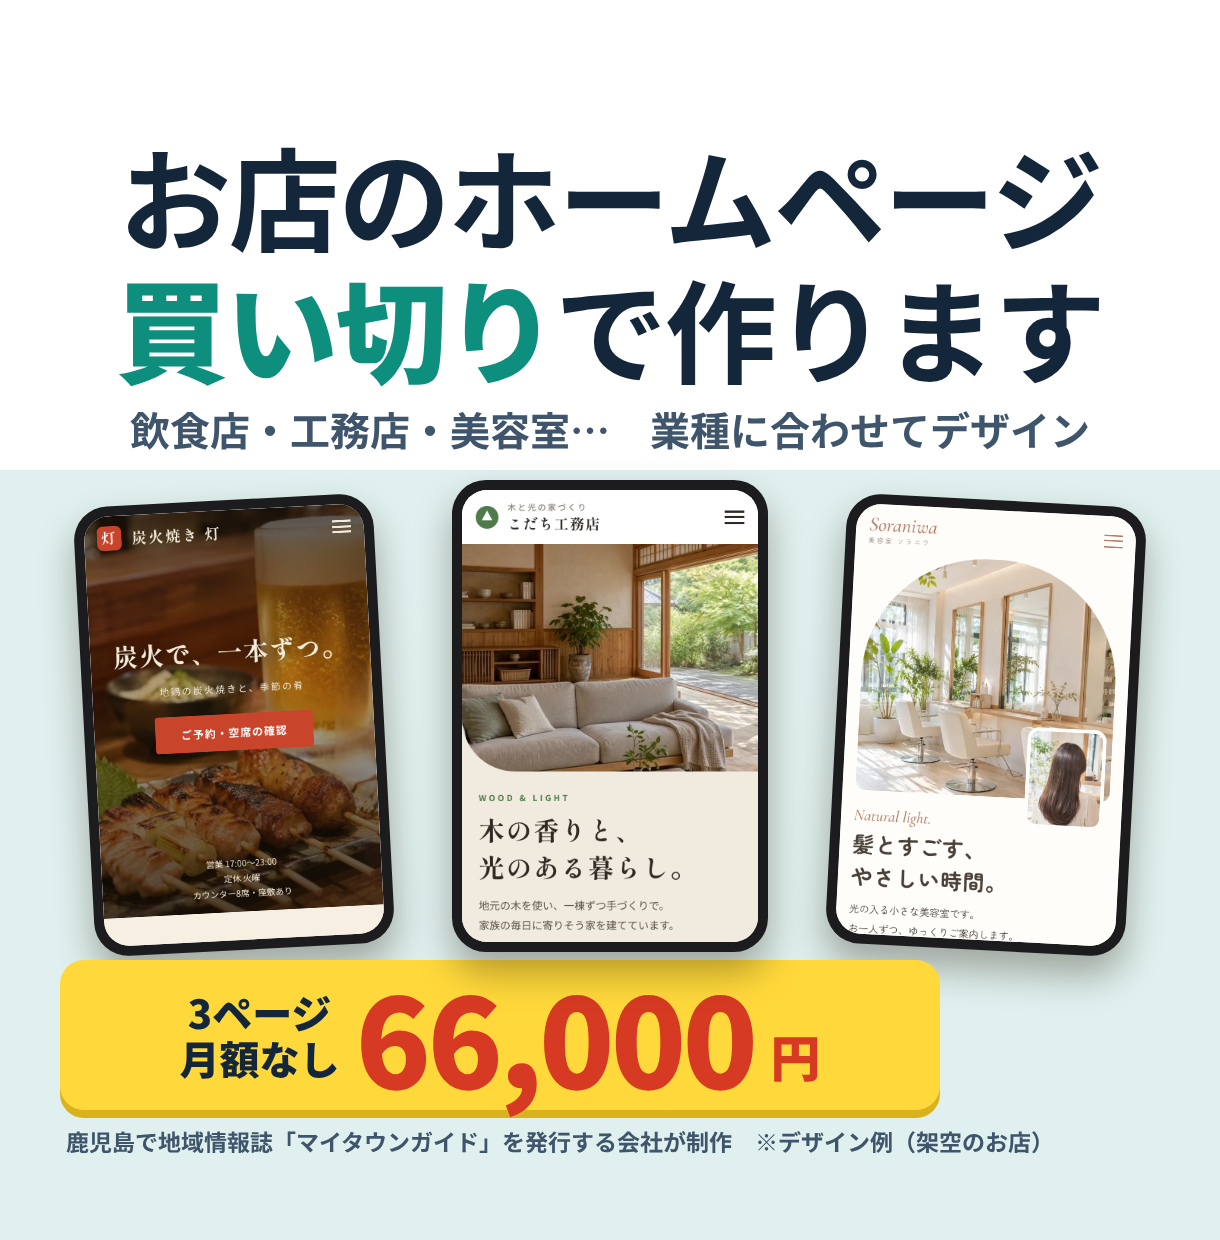 お店のホームページ
買い切りで作ります
飲食店・工務店・美容室… 業種に合わせてデザイン
灯 炭火焼き 灯
炭火で、一本ずつ。
地鶏の炭火焼きと、季節の肴
ご予約・空席の確認
営業 17:00〜23:00
定休 火曜
カウンター8席・座敷あり
木と光の家づくり
こだち工務店
WOOD & LIGHT
木の香りと、
光のある暮らし。
地元の木を使い、一棟ずつ手づくりで。
家族の毎日に寄りそう家を建てています。
Soraniwa
美容室 ソラニワ
Natural light.
髪とすごす、
やさしい時間。
光の入る小さな美容室です。
お一人ずつ、ゆっくりご案内します。
3ページ
月額なし
66,000円
鹿児島で地域情報誌「マイタウンガイド」を発行する会社が制作 ※デザイン例（架空のお店）